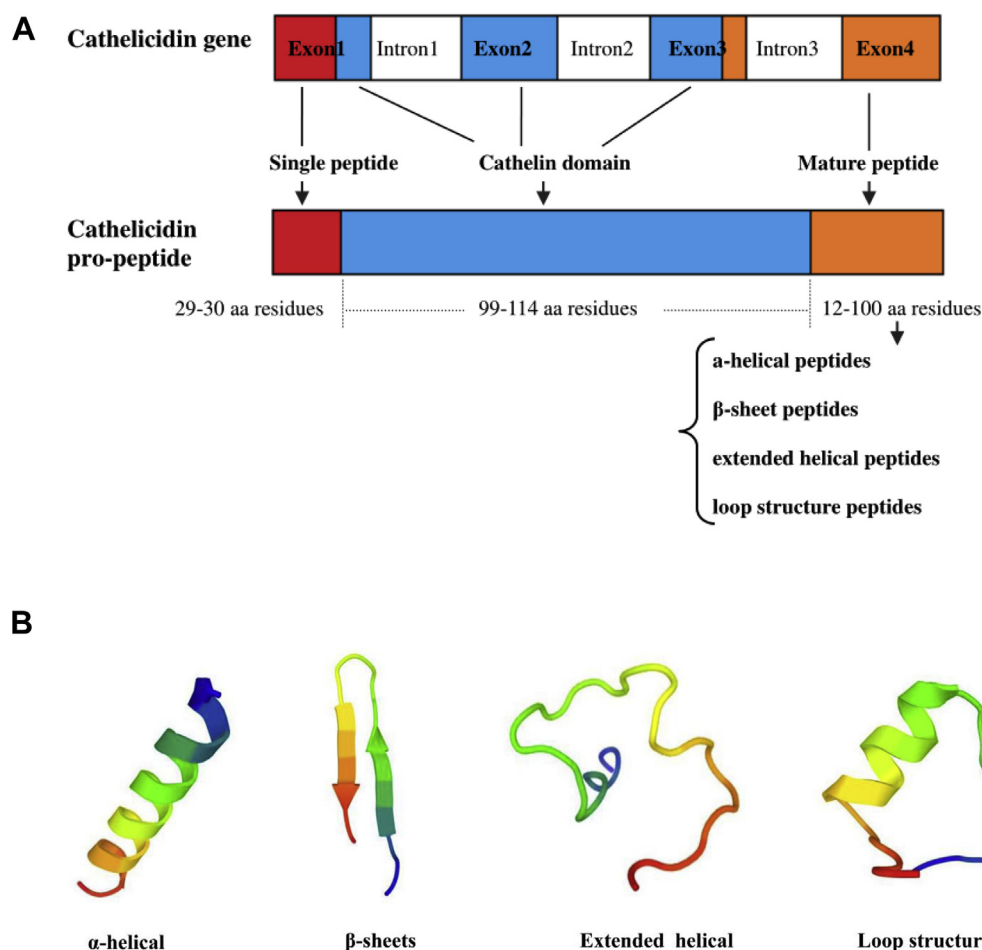 A
Cathelicidin gene
Exon1 Intron1 Exon2 Intron2 Exon3 Intron3 Exon4
Single peptide Cathelin domain Mature peptide
Cathelicidin
pro-peptide
29-30 aa residues 99-114 aa residues 12-100 aa residues
a-helical peptides
β-sheet peptides
extended helical peptides
loop structure peptides
B
α-helical β-sheets Extended helical Loop structur